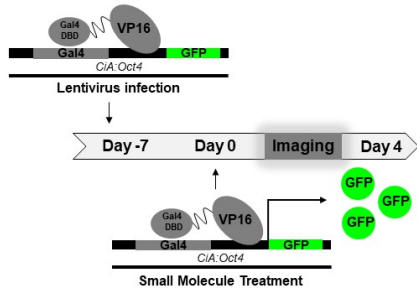 Gal4
DBD
VP16
Gal4
GFP
CiA:Oct4
Lentivirus infection
Day -7
Day 0
Imaging
Day 4
Gal4
DBD
VP16
GFP
GFP
GFP
Gal4
GFP
CiA:Oct4
Small Molecule Treatment